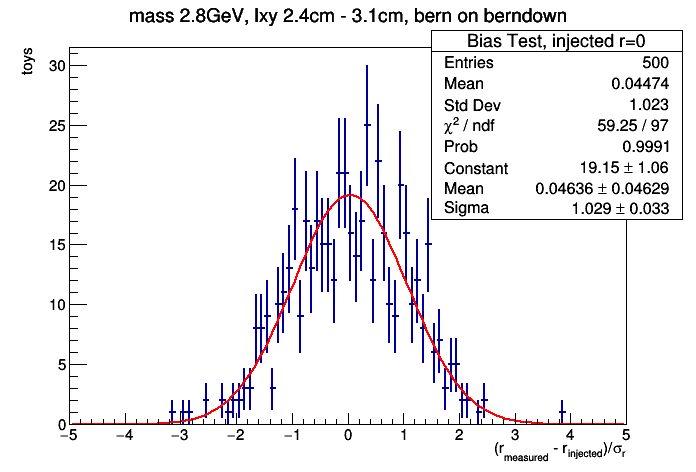 mass 2.8GeV, lxy 2.4cm - 3.1cm, bern on berndown
toys
Bias Test, injected r=0
Entries 500
Mean 0.04474
Std Dev 1.023
χ² / ndf 59.25 / 97
Prob 0.9991
Constant 19.15 ± 1.06
Mean 0.04636 ± 0.04629
Sigma 1.029 ± 0.033
30
25
20
15
10
5
0
−5 −4 −3 −2 −1 0 1 2 3 4 5
(r_measured - r_injected)/σ_r